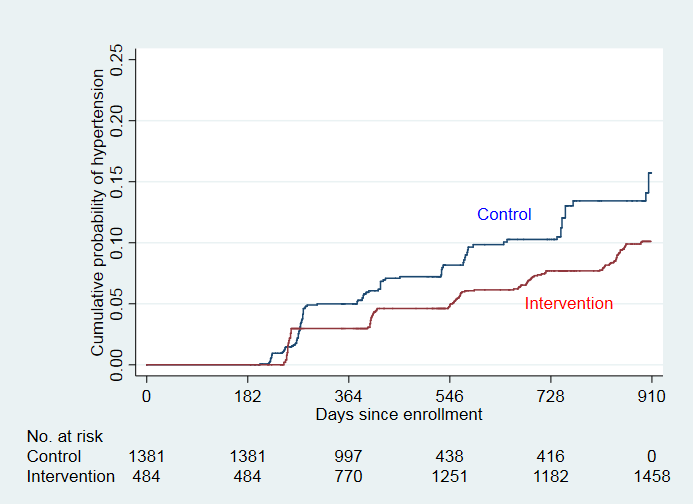 Cumulative probability of hypertension
0.25
0.20
0.15
0.10
0.05
0.00
Control
Intervention
0 182 364 546 728 910
Days since enrollment
No. at risk
Control 1381 1381 997 438 416 0
Intervention 484 484 770 1251 1182 1458